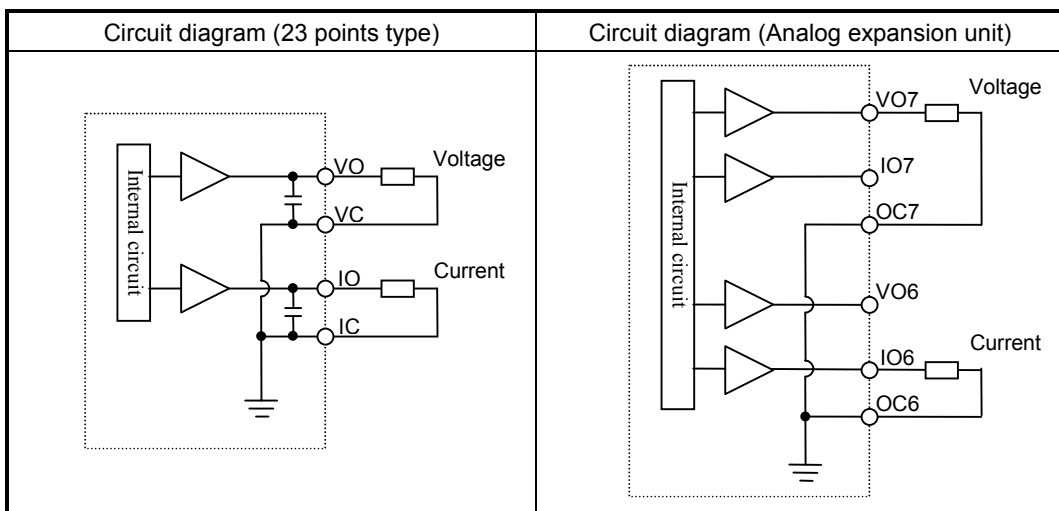 Circuit diagram (23 points type)
Internal circuit
VO
Voltage
VC
IO
Current
IC
Circuit diagram (Analog expansion unit)
Internal circuit
VO7
Voltage
IO7
OC7
VO6
IO6
Current
OC6